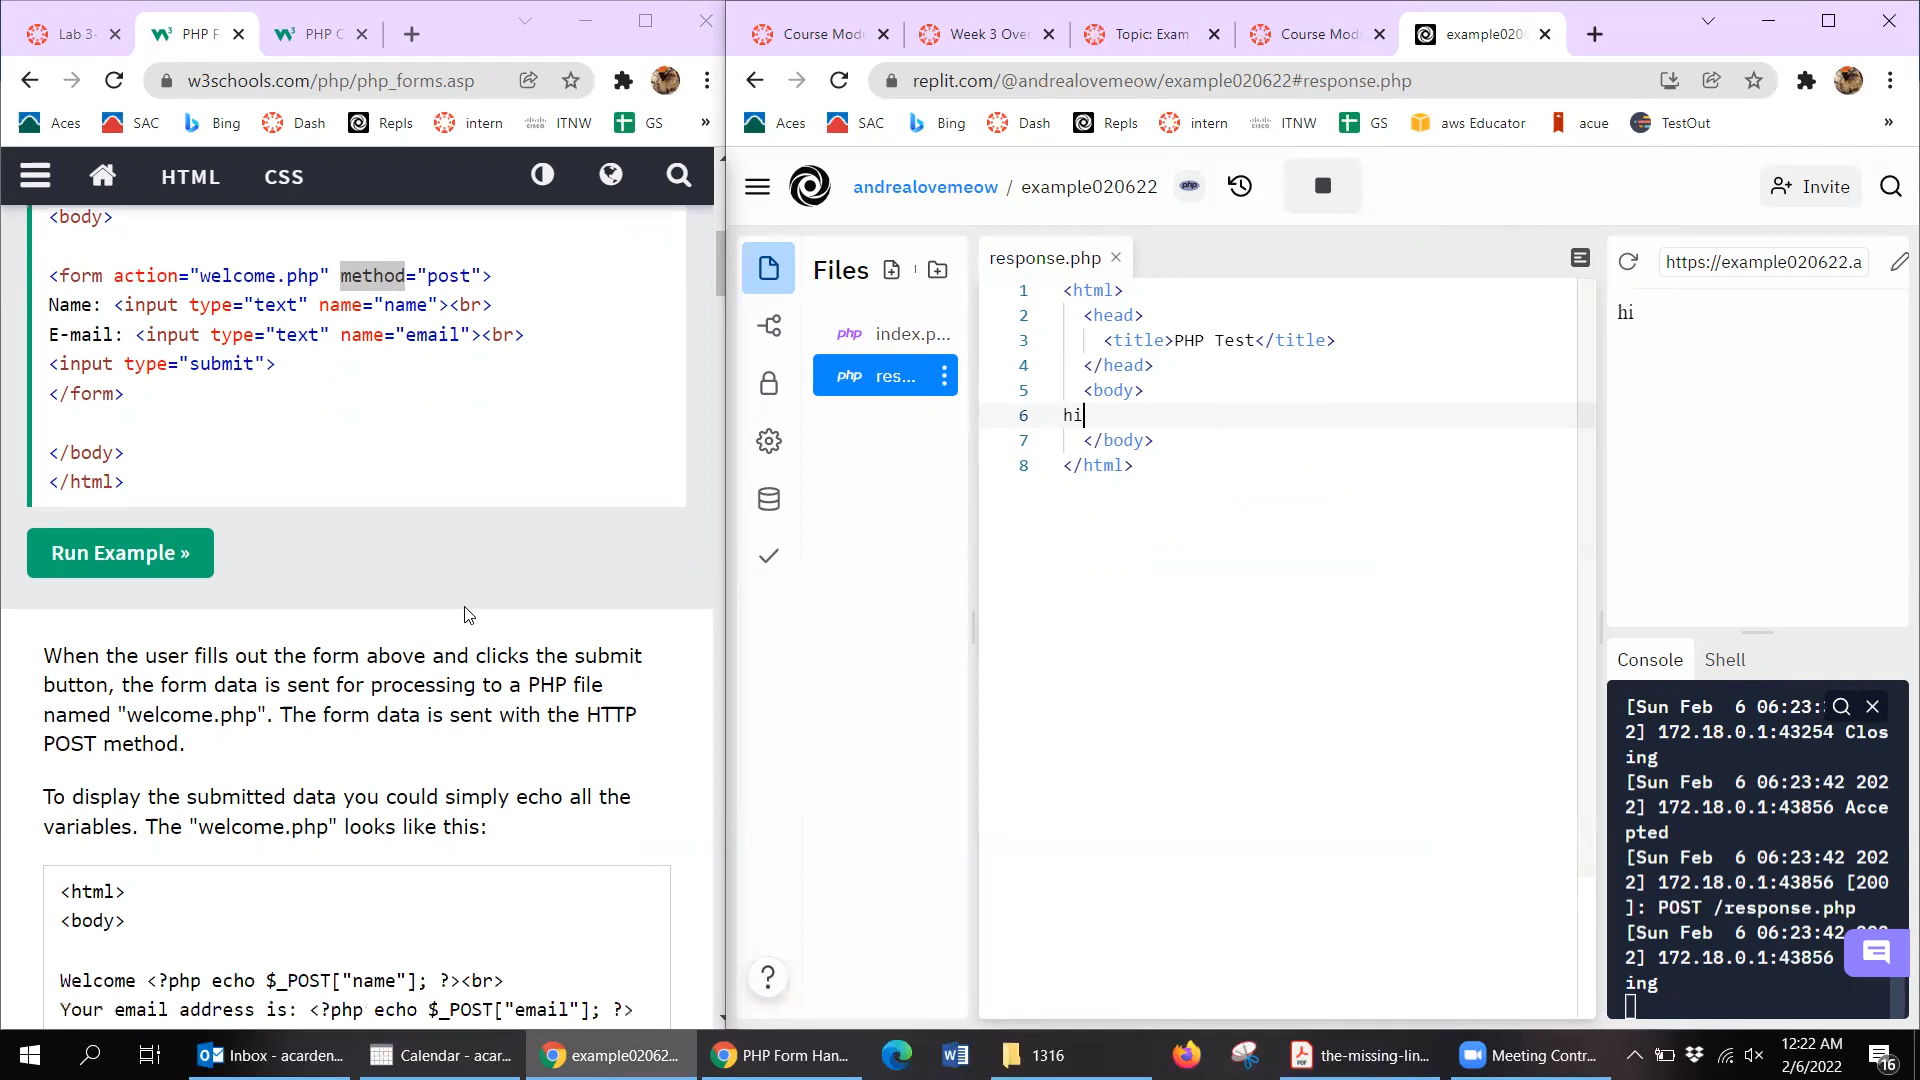 Lab 3-
PHP F
PHP C
w3schools.com/php/php_forms.asp
Aces
SAC
Bing
Dash
Repls
intern
ITNW
GS
»
HTML
CSS
<body>
<form action="welcome.php" method="post">
Name: <input type="text" name="name"><br>
E-mail: <input type="text" name="email"><br>
<input type="submit">
</form>
</body>
</html>
Run Example »
When the user fills out the form above and clicks the submit
button, the form data is sent for processing to a PHP file
named "welcome.php". The form data is sent with the HTTP
POST method.
To display the submitted data you could simply echo all the
variables. The "welcome.php" looks like this:
<html>
<body>
Welcome <?php echo $_POST["name"]; ?><br>
Your email address is: <?php echo $_POST["email"]; ?>
Course Modu
Week 3 Over
Topic: Exam
Course Modu
example020
replit.com/@andrealovemeow/example020622#response.php
Aces
SAC
Bing
Dash
Repls
intern
ITNW
GS
aws Educator
acue
TestOut
»
andrealovemeow / example020622
php
Invite
Files
php index.p...
php res...
response.php
1 <html>
2 <head>
3 <title>PHP Test</title>
4 </head>
5 <body>
6 hi
7 </body>
8 </html>
https://example020622.a
hi
Console
Shell
[Sun Feb 6 06:23:
2] 172.18.0.1:43254 Clos
ing
[Sun Feb 6 06:23:42 202
2] 172.18.0.1:43856 Acce
pted
[Sun Feb 6 06:23:42 202
2] 172.18.0.1:43856 [200
]: POST /response.php
[Sun Feb 6 06:23:42
2] 172.18.0.1:43856
ing
?
Inbox - acarden...
Calendar - acar...
example02062...
PHP Form Han...
1316
the-missing-lin...
Meeting Contr...
12:22 AM
2/6/2022
16